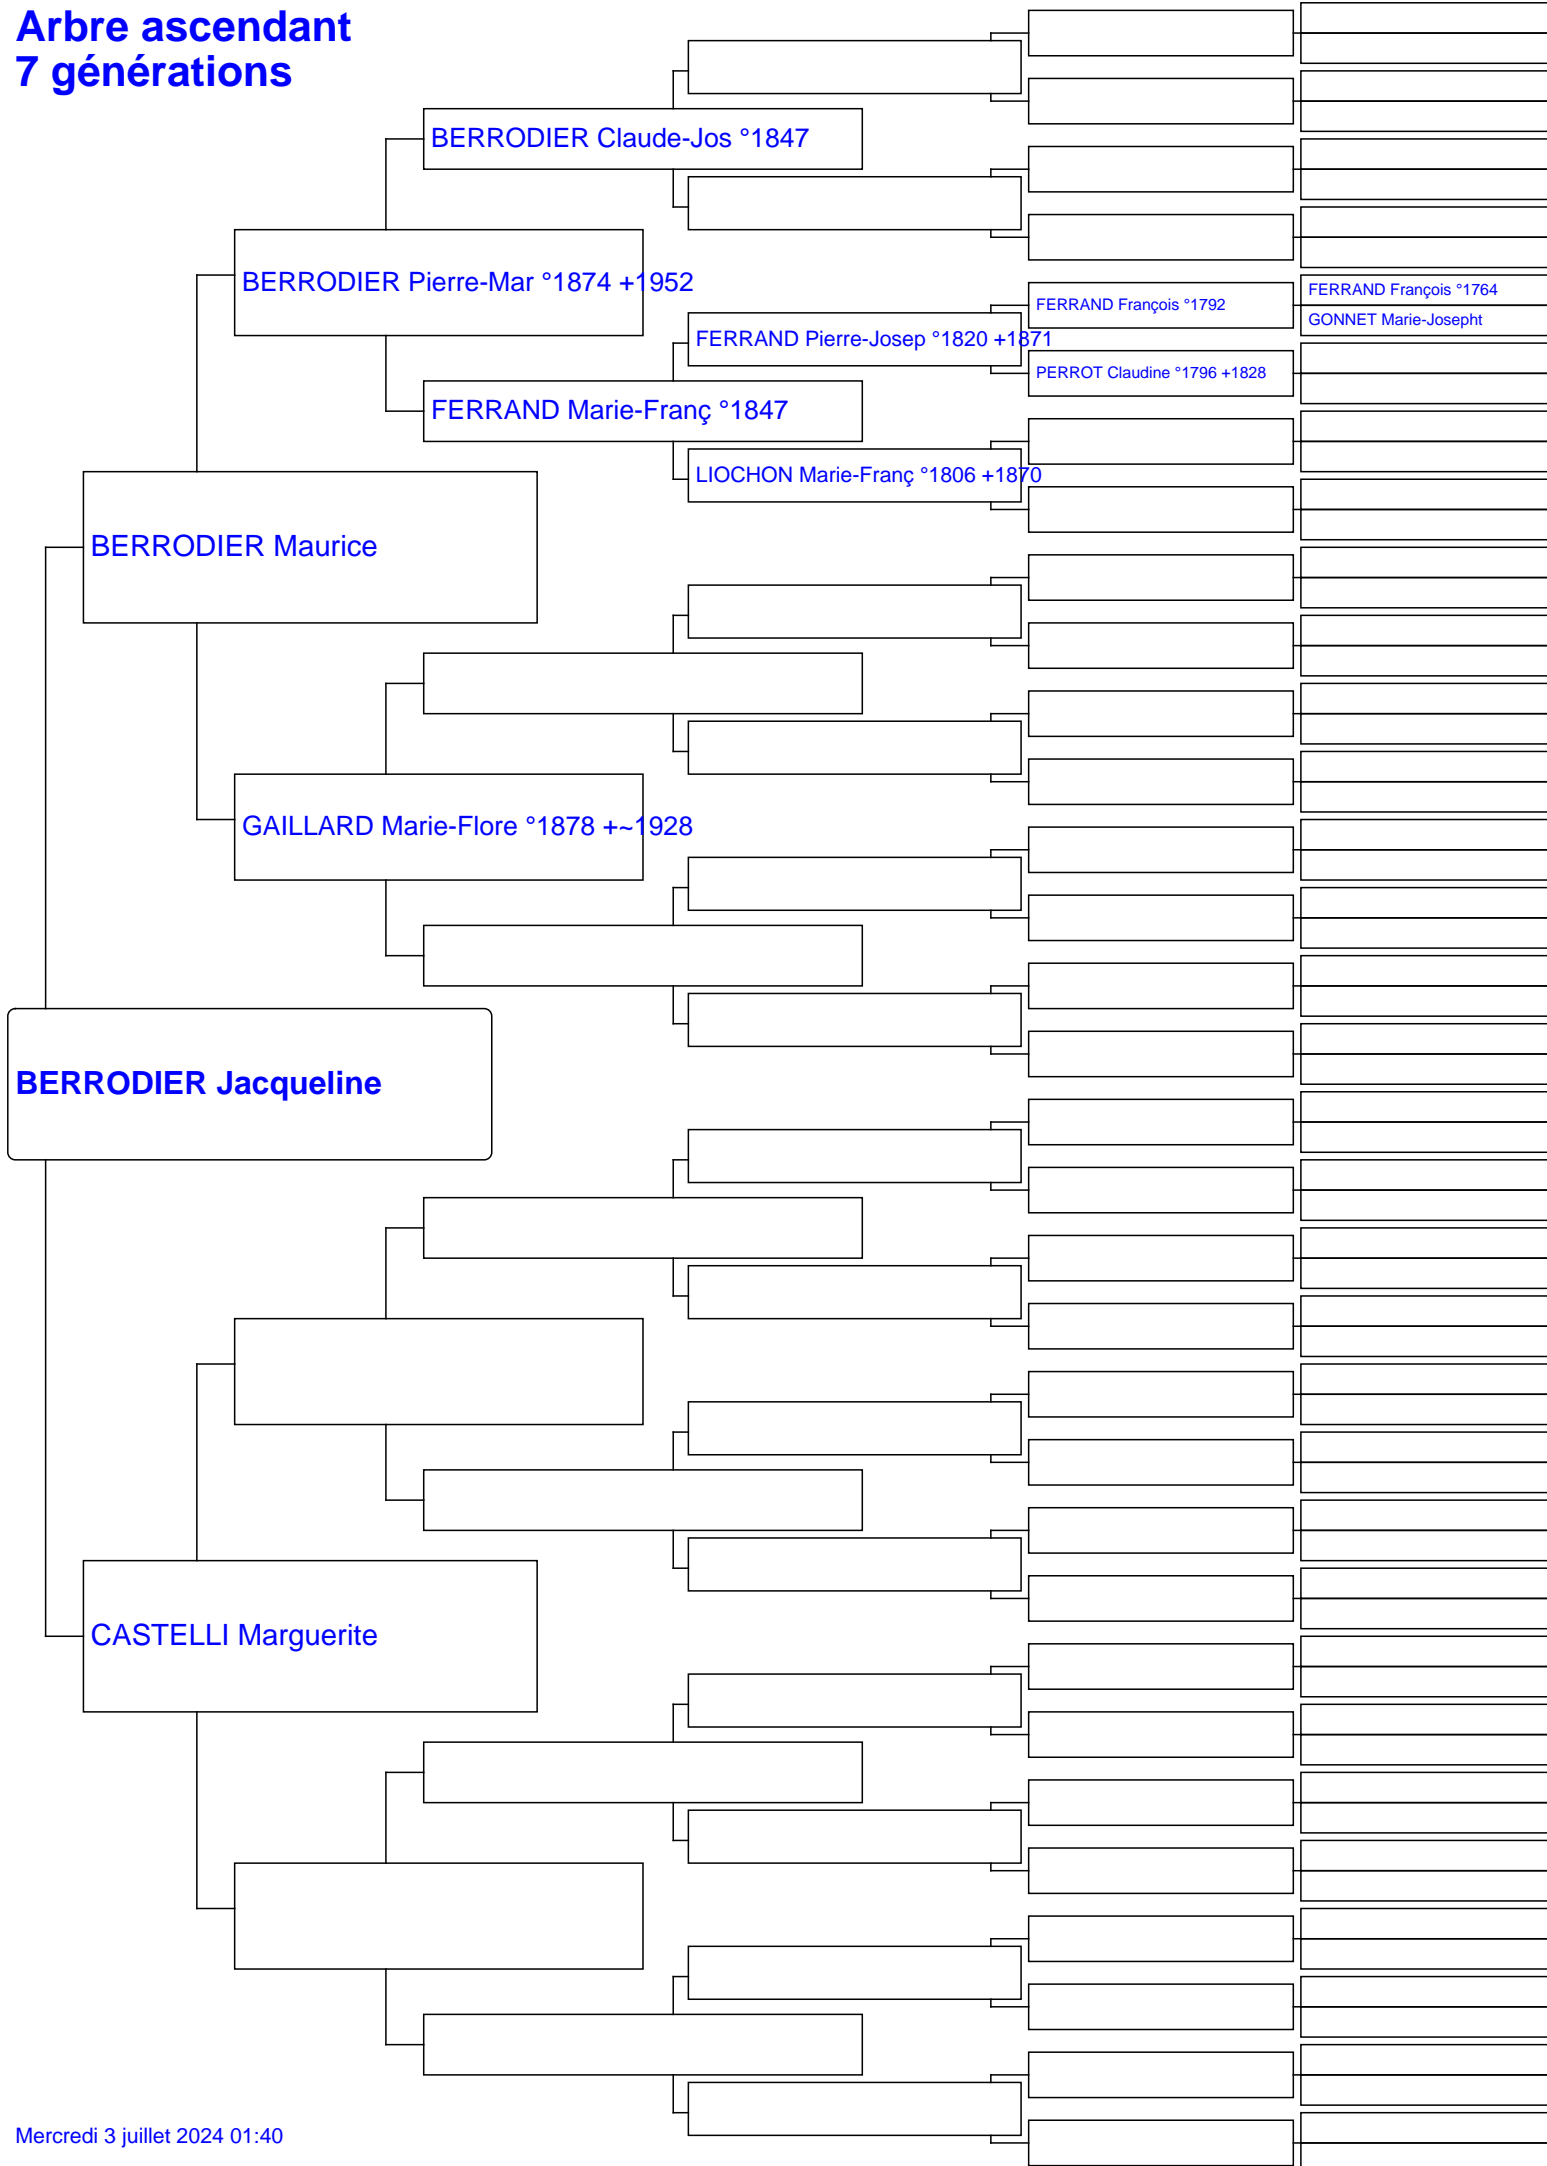 Arbre ascendant
7 générations
BERRODIER Claude-Jos °1847
BERRODIER Pierre-Mar °1874 +1952
FERRAND François °1764
FERRAND François °1792
GONNET Marie-Josepht
FERRAND Pierre-Josep °1820 +1871
PERROT Claudine °1796 +1828
FERRAND Marie-Franç °1847
LIOCHON Marie-Franç °1806 +1870
BERRODIER Maurice
GAILLARD Marie-Flore °1878 +~1928
BERRODIER Jacqueline
CASTELLI Marguerite
Mercredi 3 juillet 2024 01:40